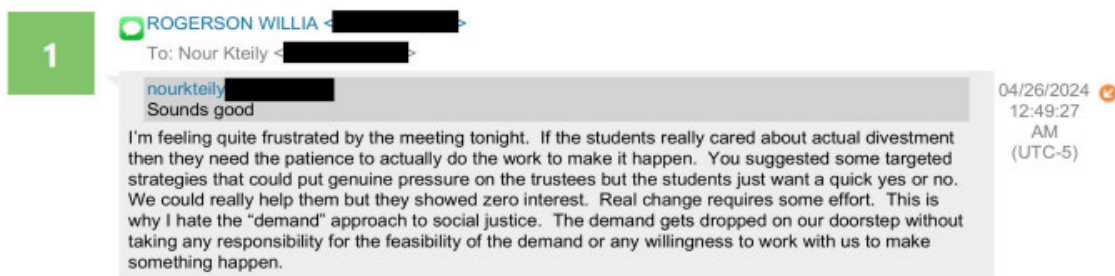 1
ROGERSON WILLIA < >
To: Nour Kteily < >
nourkteily
Sounds good
04/26/2024
12:49:27
AM
(UTC-5)
I'm feeling quite frustrated by the meeting tonight. If the students really cared about actual divestment
then they need the patience to actually do the work to make it happen. You suggested some targeted
strategies that could put genuine pressure on the trustees but the students just want a quick yes or no.
We could really help them but they showed zero interest. Real change requires some effort. This is
why I hate the “demand” approach to social justice. The demand gets dropped on our doorstep without
taking any responsibility for the feasibility of the demand or any willingness to work with us to make
something happen.